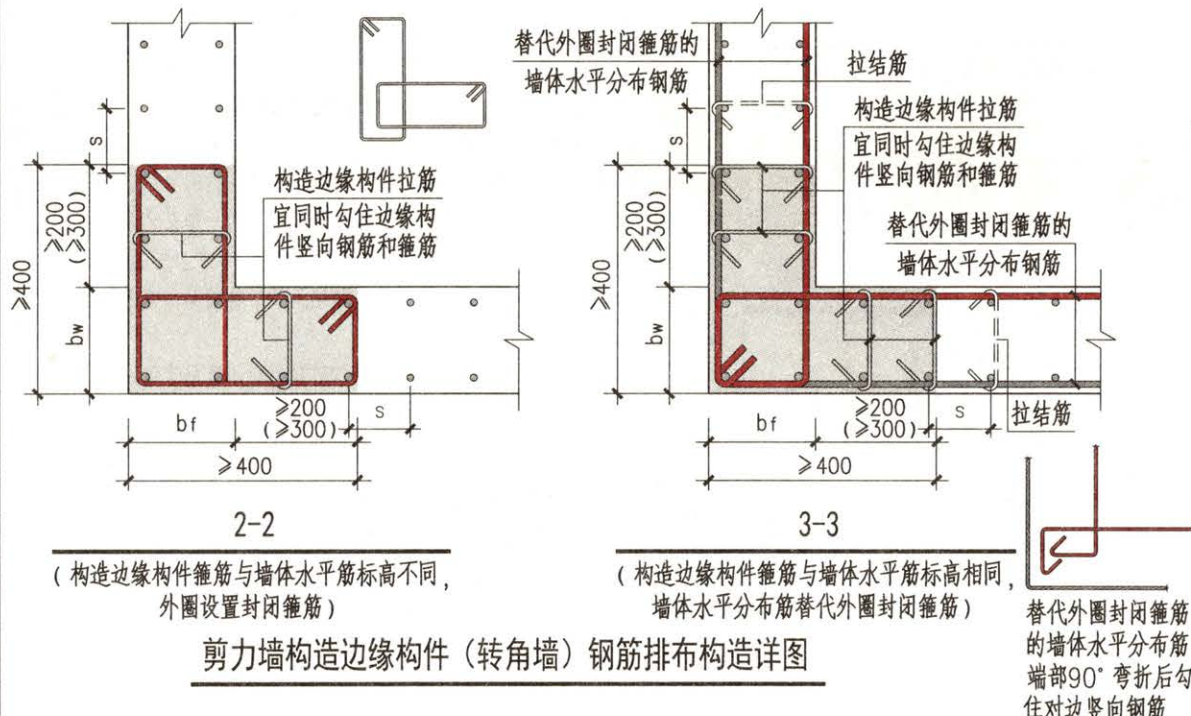 构造边缘构件拉筋
宜同时勾住边缘构
件竖向钢筋和箍筋
s
≥200
(≥300)
≥400
bw
bf
≥200
(≥300)
s
≥400
2-2
(构造边缘构件箍筋与墙体水平筋标高不同,
外圈设置封闭箍筋)
替代外圈封闭箍筋的
墙体水平分布钢筋
拉结筋
构造边缘构件拉筋
宜同时勾住边缘构
件竖向钢筋和箍筋
替代外圈封闭箍筋的
墙体水平分布钢筋
s
≥200
(≥300)
≥400
bw
bf
≥200
(≥300)
s
拉结筋
≥400
3-3
(构造边缘构件箍筋与墙体水平筋标高相同,
墙体水平分布筋替代外圈封闭箍筋)
替代外圈封闭箍筋
的墙体水平分布筋
端部90°弯折后勾
住对边竖向钢筋
剪力墙构造边缘构件(转角墙)钢筋排布构造详图